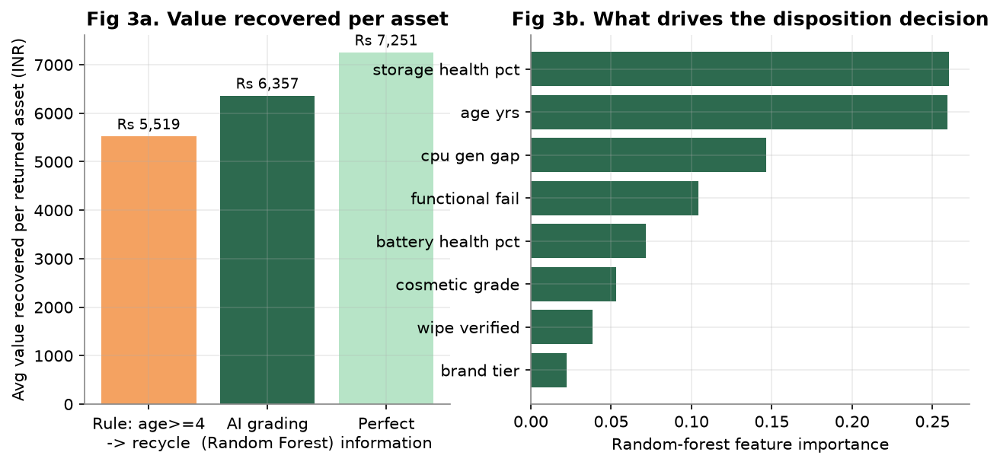 Fig 3a. Value recovered per asset
Avg value recovered per returned asset (INR)
7000
6000
5000
4000
3000
2000
1000
0
Rs 5,519
Rs 6,357
Rs 7,251
Rule: age>=4
-> recycle
AI grading
(Random Forest)
Perfect
information
Fig 3b. What drives the disposition decision
storage health pct
age yrs
cpu gen gap
functional fail
battery health pct
cosmetic grade
wipe verified
brand tier
0.00 0.05 0.10 0.15 0.20 0.25
Random-forest feature importance